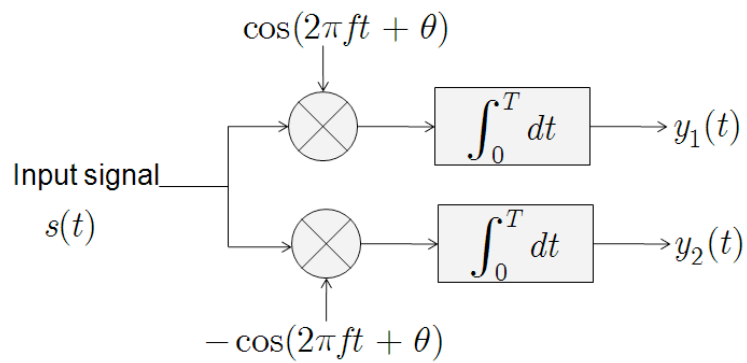 cos(2πft + θ)
∫₀ᵀ dt
y₁(t)
Input signal
s(t)
∫₀ᵀ dt
y₂(t)
− cos(2πft + θ)